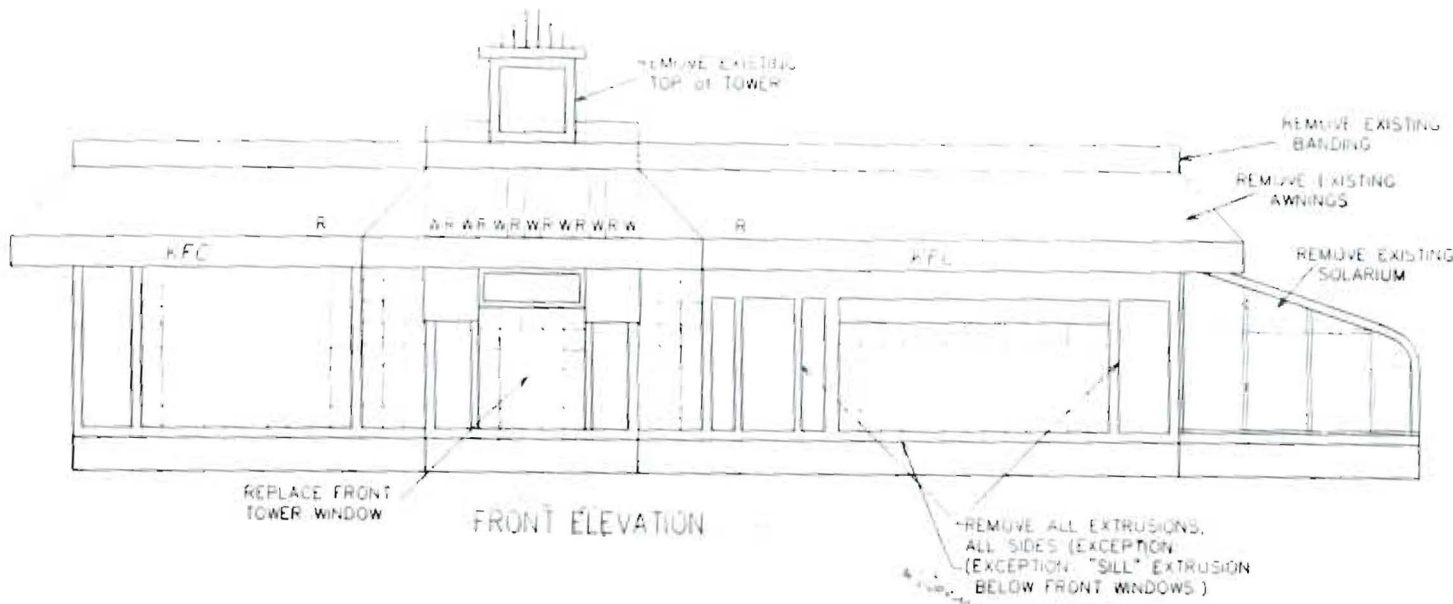 REMOVE EXISTING
TOP of TOWER
REMOVE EXISTING
BANDING
REMOVE EXISTING
AWNINGS
R W R W R W R W R W R W R W R
KFC KFC
REMOVE EXISTING
SOLARIUM
REPLACE FRONT
TOWER WINDOW
FRONT ELEVATION
REMOVE ALL EXTRUSIONS,
ALL SIDES (EXCEPTION
(EXCEPTION: "SILL" EXTRUSION
BELOW FRONT WINDOWS.)